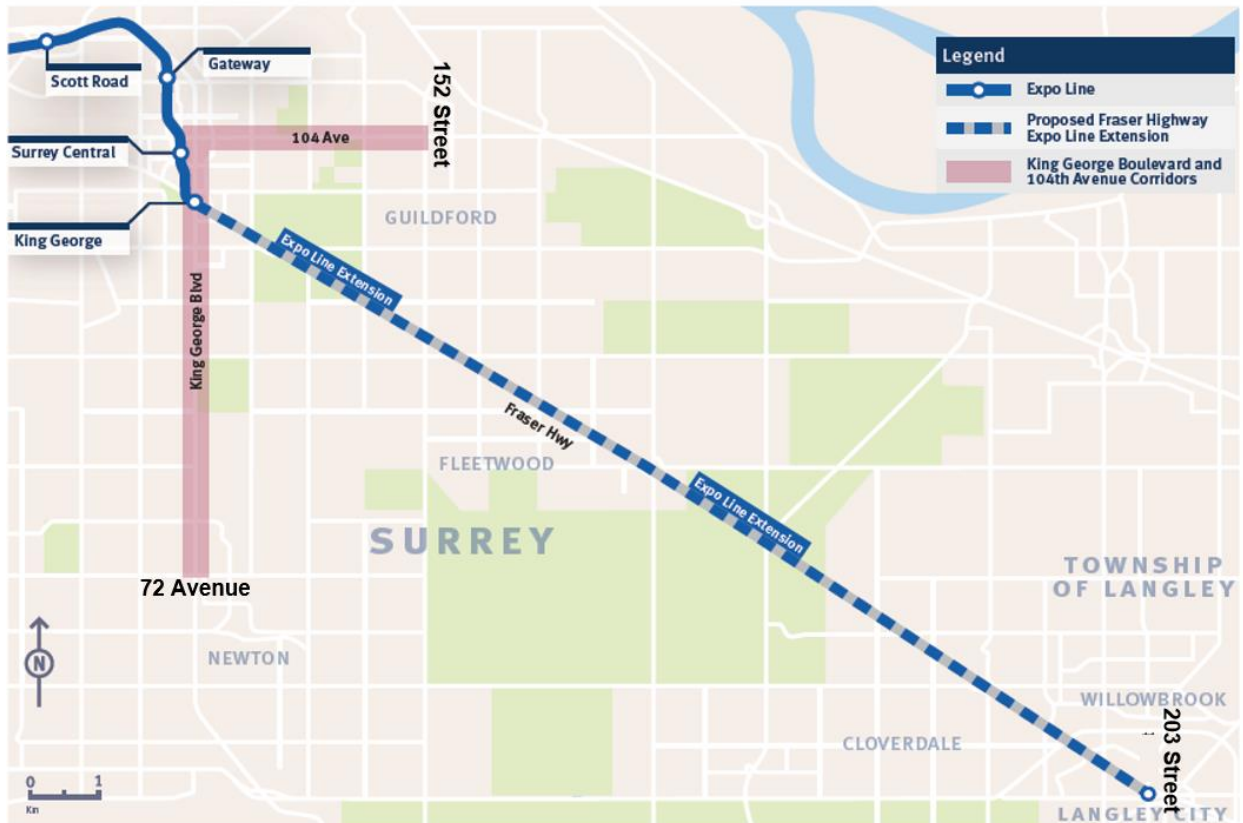 Scott Road
Gateway
Surrey Central
King George
104 Ave
152 Street
GUILDFORD
Legend
Expo Line
Proposed Fraser Highway
Expo Line Extension
King George Boulevard and
104th Avenue Corridors
King George Blvd
Expo Line Extension
Fraser Hwy
FLEETWOOD
Expo Line Extension
SURREY
TOWNSHIP
OF LANGLEY
72 Avenue
NEWTON
N
WILLOWBROOK
203 Street
CLOVERDALE
0 1
Km
LANGLEY CITY